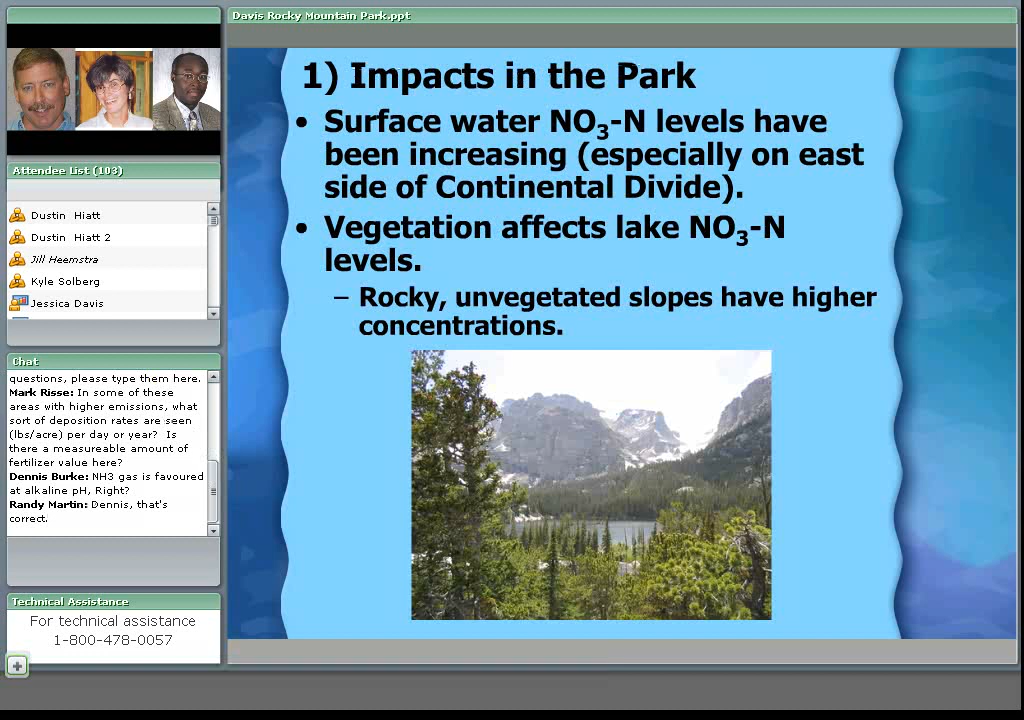 Davis Rocky Mountain Park.ppt
Attendee List (103)
Dustin Hiatt
Dustin Hiatt 2
Jill Heemstra
Kyle Solberg
Jessica Davis
Chat
questions, please type them here.
Mark Risse: In some of these
areas with higher emissions, what
sort of deposition rates are seen
(lbs/acre) per day or year? Is
there a measureable amount of
fertilizer value here?
Dennis Burke: NH3 gas is favoured
at alkaline pH, Right?
Randy Martin: Dennis, that's
correct.
Technical Assistance
For technical assistance
1-800-478-0057
1) Impacts in the Park
• Surface water NO3-N levels have
been increasing (especially on east
side of Continental Divide).
• Vegetation affects lake NO3-N
levels.
– Rocky, unvegetated slopes have higher
concentrations.